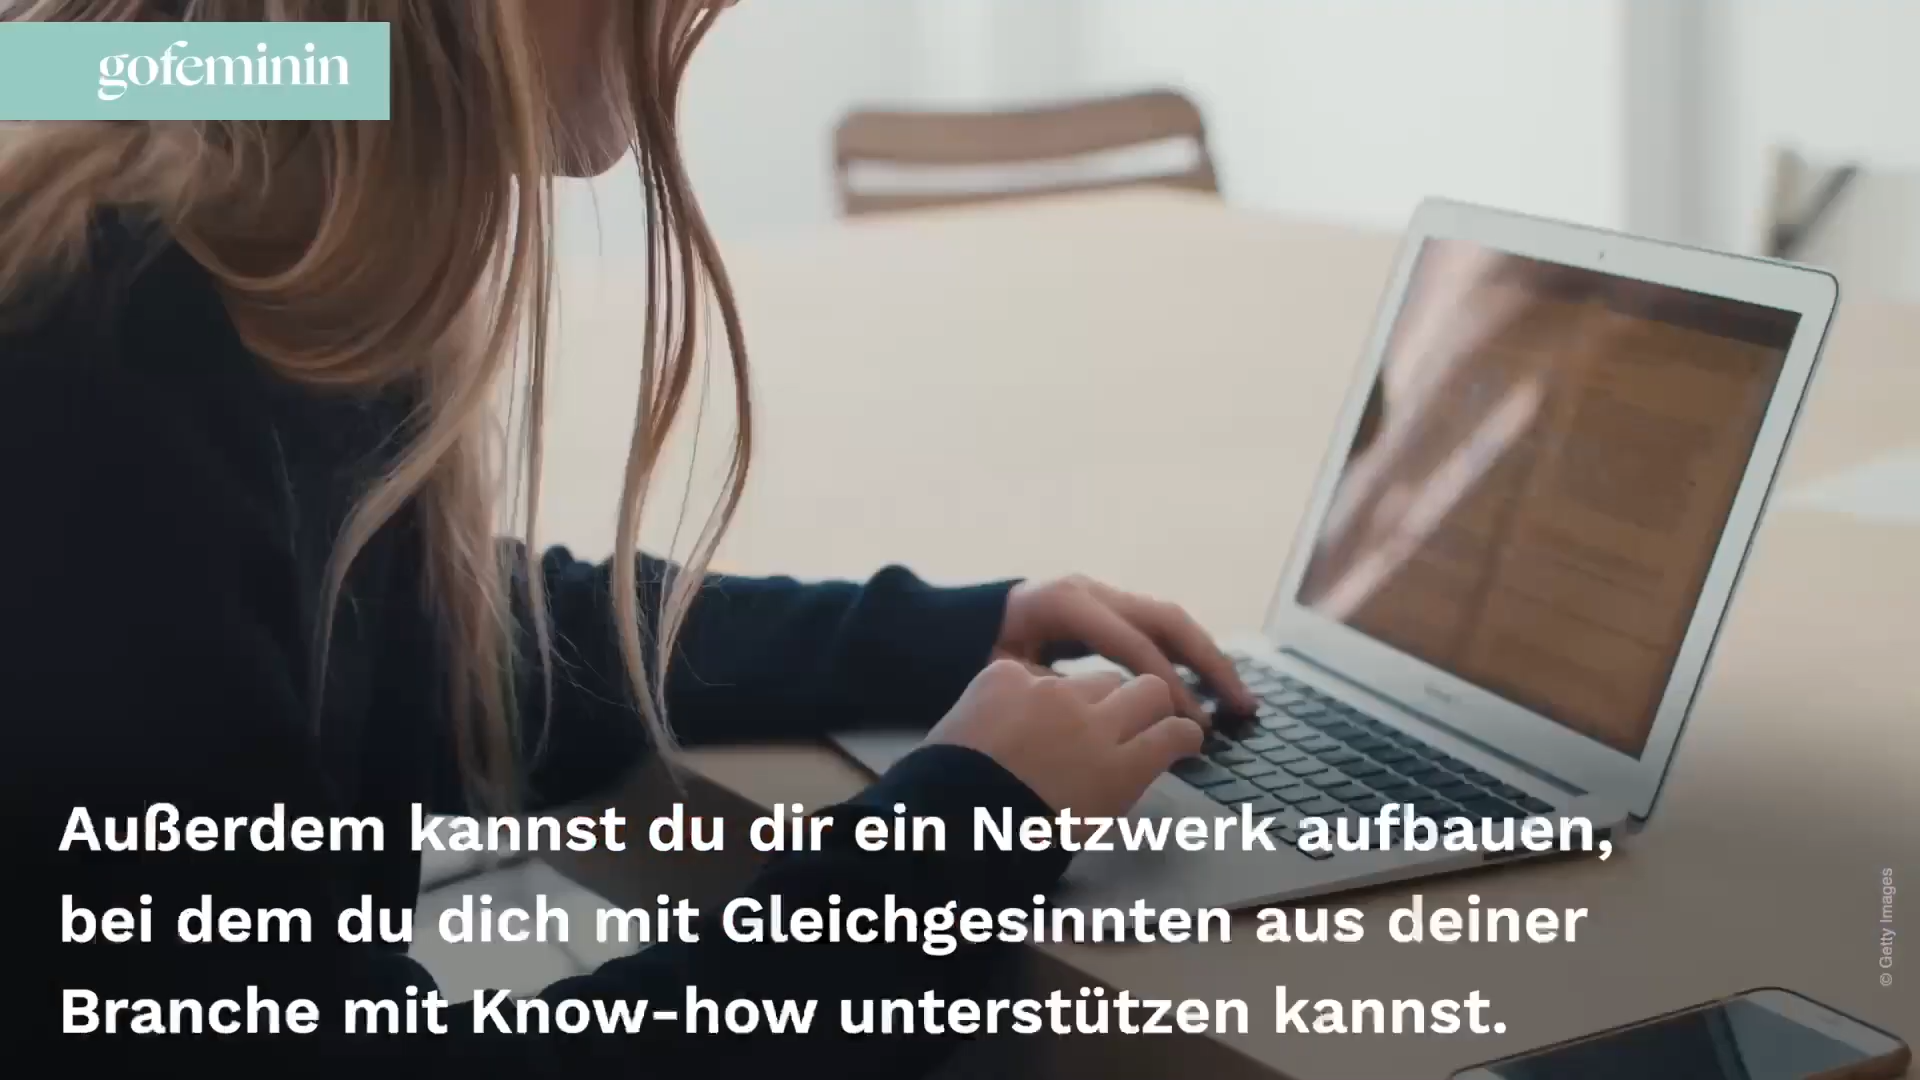 gofeminin
Außerdem kannst du dir ein Netzwerk aufbauen,
bei dem du dich mit Gleichgesinnten aus deiner
Branche mit Know-how unterstützen kannst.
© Getty Images